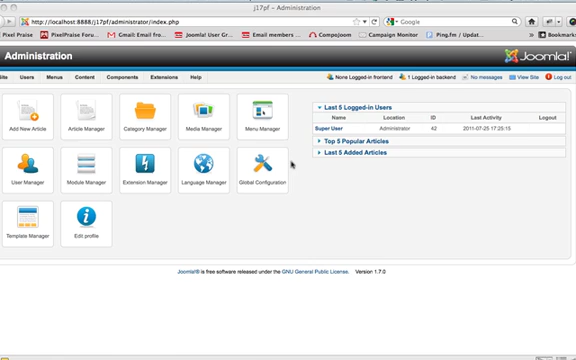 j17pf – Administration
http://localhost:8888/j17pf/administrator/index.php
Google
Pixel Praise PixelPraise Foru... Gmail: Email fro... Joomla! User Gr... Email members ... CompsJoom Campaign Monitor Ping.fm / Updat... Bookmarks
Administration
Joomla!
Site Users Menus Content Components Extensions Help
None Logged-in frontend 1 Logged-in backend No messages View Site Log out
Add New Article Article Manager Category Manager Media Manager Menu Manager
User Manager Module Manager Extension Manager Language Manager Global Configuration
Template Manager Edit profile
Last 5 Logged-in Users
Name Location ID Last Activity Logout
Super User Administrator 42 2011-07-25 17:25:15
Top 5 Popular Articles
Last 5 Added Articles
Joomla!® is free software released under the GNU General Public License. Version 1.7.0